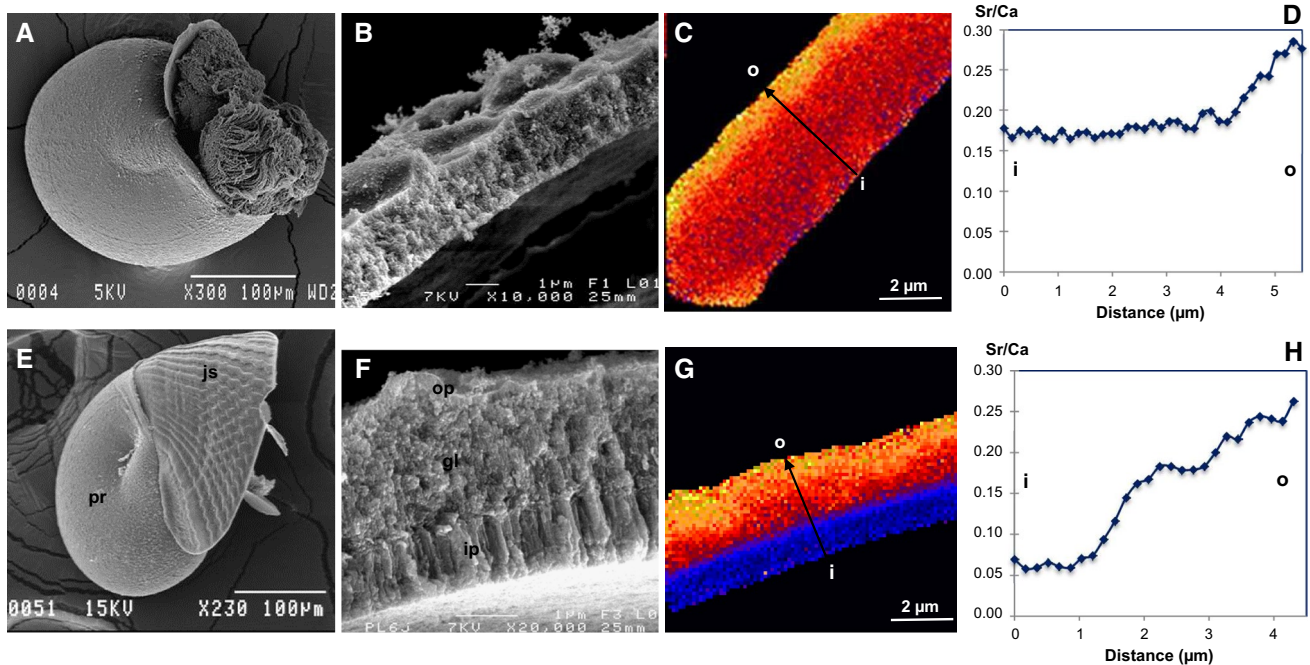 A
0004 5KV X300 100µm WD2
B
1µm F1 L01
7KV X10,000 25mm
C
o
i
2 µm
Sr/Ca
D
0.30
0.25
0.20
0.15
0.10
0.05
0.00
i
o
0 1 2 3 4 5
Distance (µm)
E
js
pr
0051 15KV X230 100µm
F
op
gl
ip
1µm F3 L0
PL6J 7KV X20,000 25mm
G
o
i
2 µm
Sr/Ca
H
0.30
0.25
0.20
0.15
0.10
0.05
0.00
i
o
0 1 2 3 4
Distance (µm)